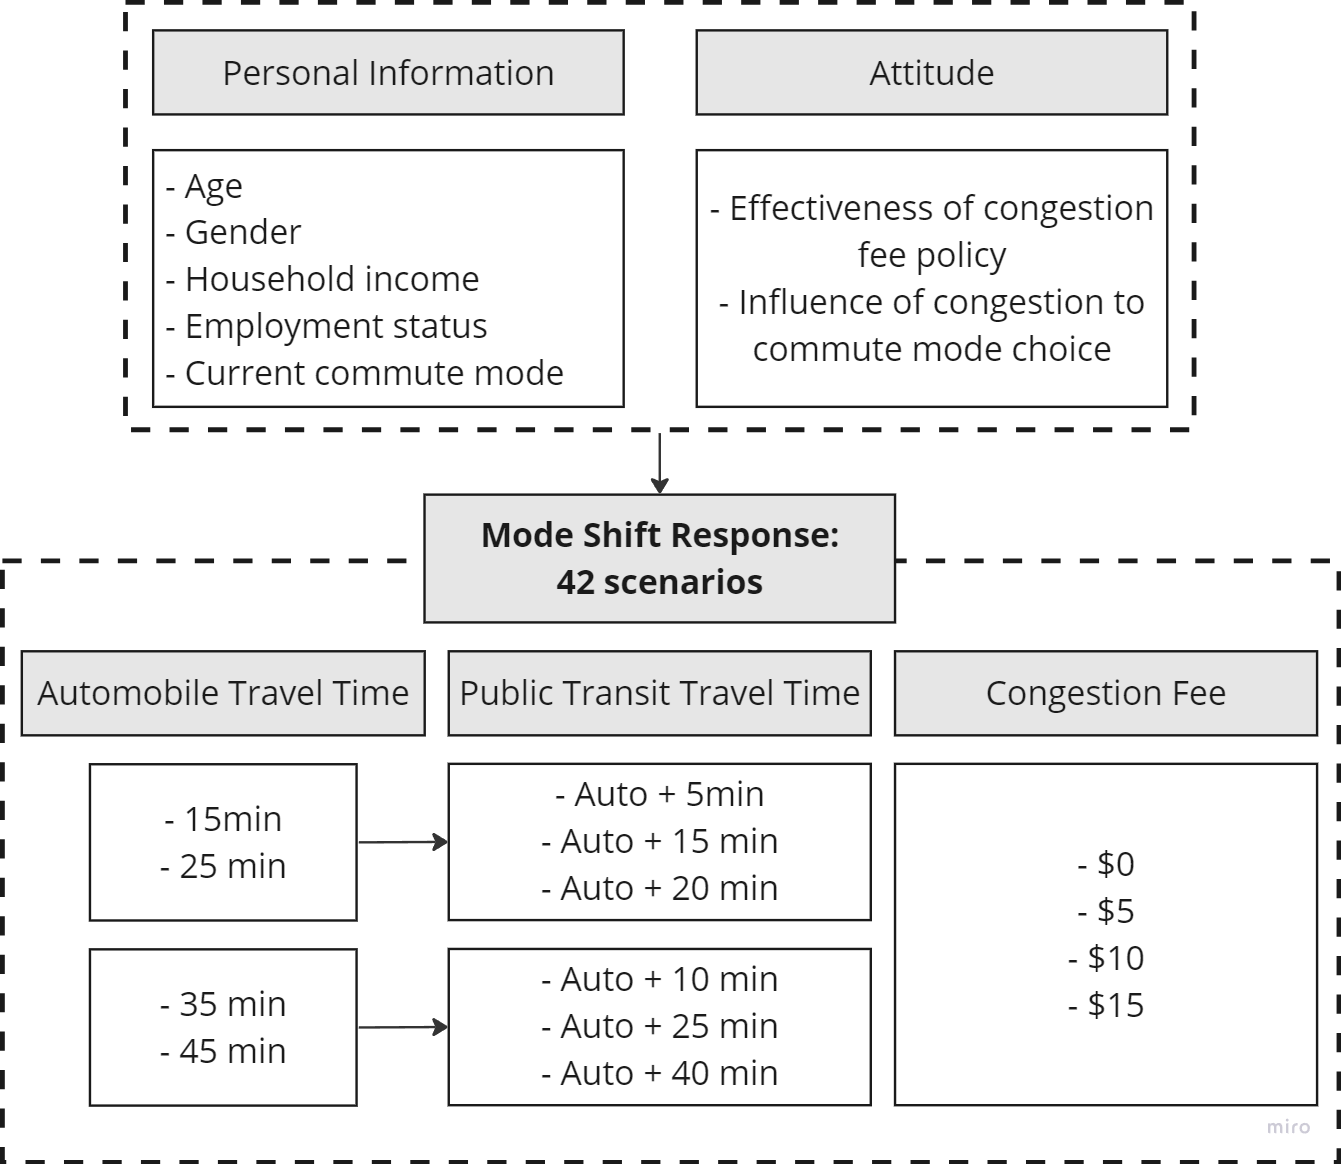 Personal Information
Attitude
- Age
- Gender
- Household income
- Employment status
- Current commute mode
- Effectiveness of congestion
fee policy
- Influence of congestion to
commute mode choice
Mode Shift Response:
42 scenarios
Automobile Travel Time
Public Transit Travel Time
Congestion Fee
- 15min
- 25 min
- Auto + 5min
- Auto + 15 min
- Auto + 20 min
- 35 min
- 45 min
- Auto + 10 min
- Auto + 25 min
- Auto + 40 min
- $0
- $5
- $10
- $15
miro